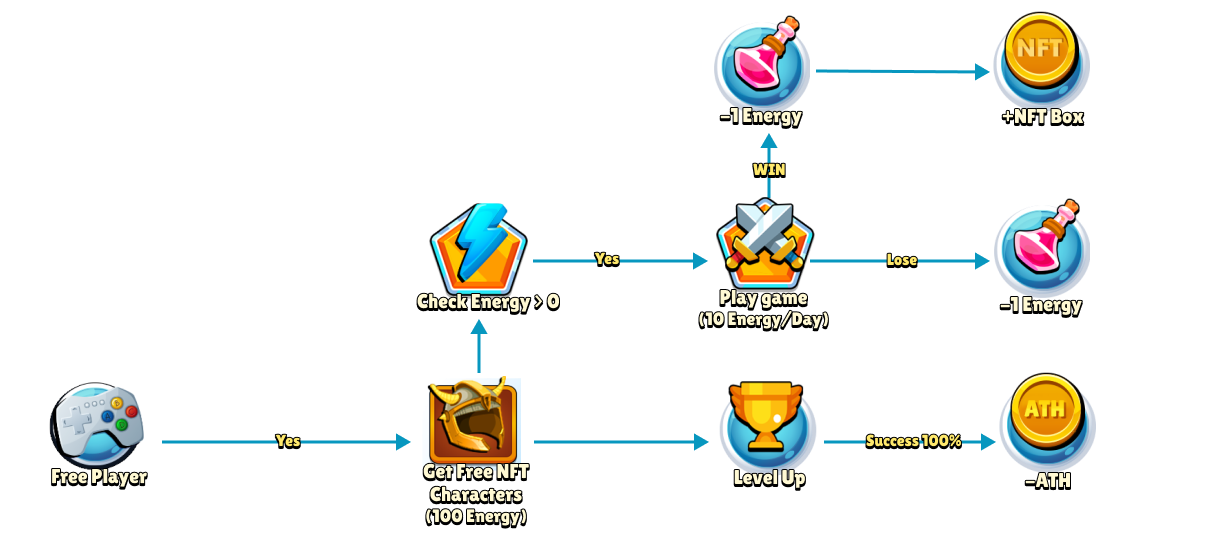 NFT
-1 Energy
+NFT Box
WIN
Yes
Lose
Check Energy > 0
Play game
(10 Energy/Day)
-1 Energy
ATH
Yes
Success 100%
Free Player
Get Free NFT
Characters
(100 Energy)
Level Up
-ATH